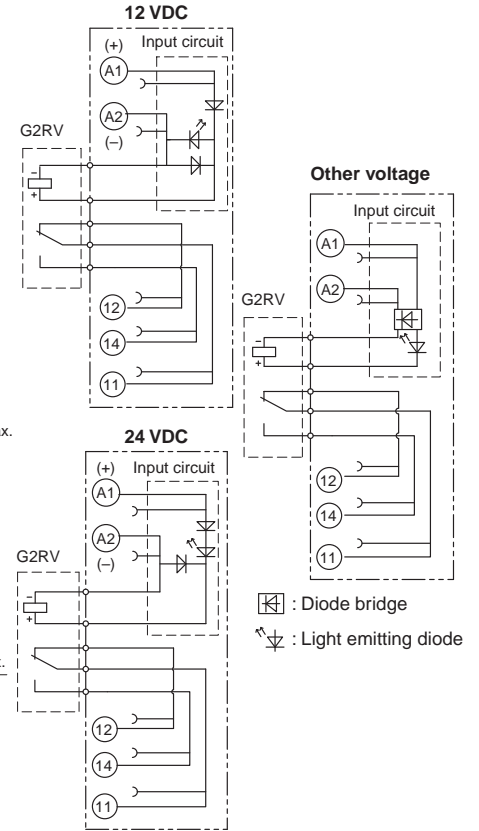 12 VDC
(+) Input circuit
A1
A2
(−)
G2RV
−
+
12
14
11
Other voltage
Input circuit
A1
A2
G2RV
−
+
12
14
11
x.
24 VDC
(+) Input circuit
A1
A2
(−)
G2RV
−
+
12
14
11
: Diode bridge
: Light emitting diode